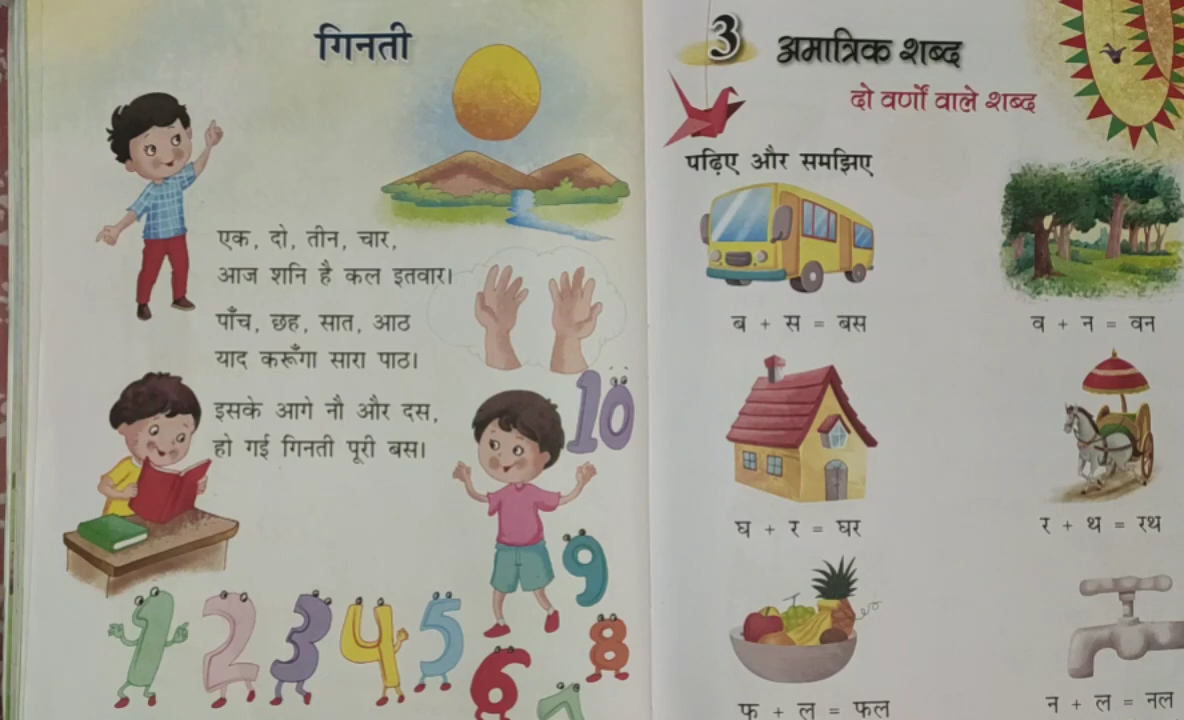 गिनती
एक, दो, तीन, चार,
आज शनि है कल इतवार।
पाँच, छह, सात, आठ
याद करूँगा सारा पाठ।
इसके आगे नौ और दस,
हो गई गिनती पूरी बस।
10
9
1 2 3 4 5
6
8
7
3 अमात्रिक शब्द
दो वर्णों वाले शब्द
पढ़िए और समझिए
ब + स = बस
व + न = वन
घ + र = घर
र + थ = रथ
फ + ल = फल
न + ल = नल